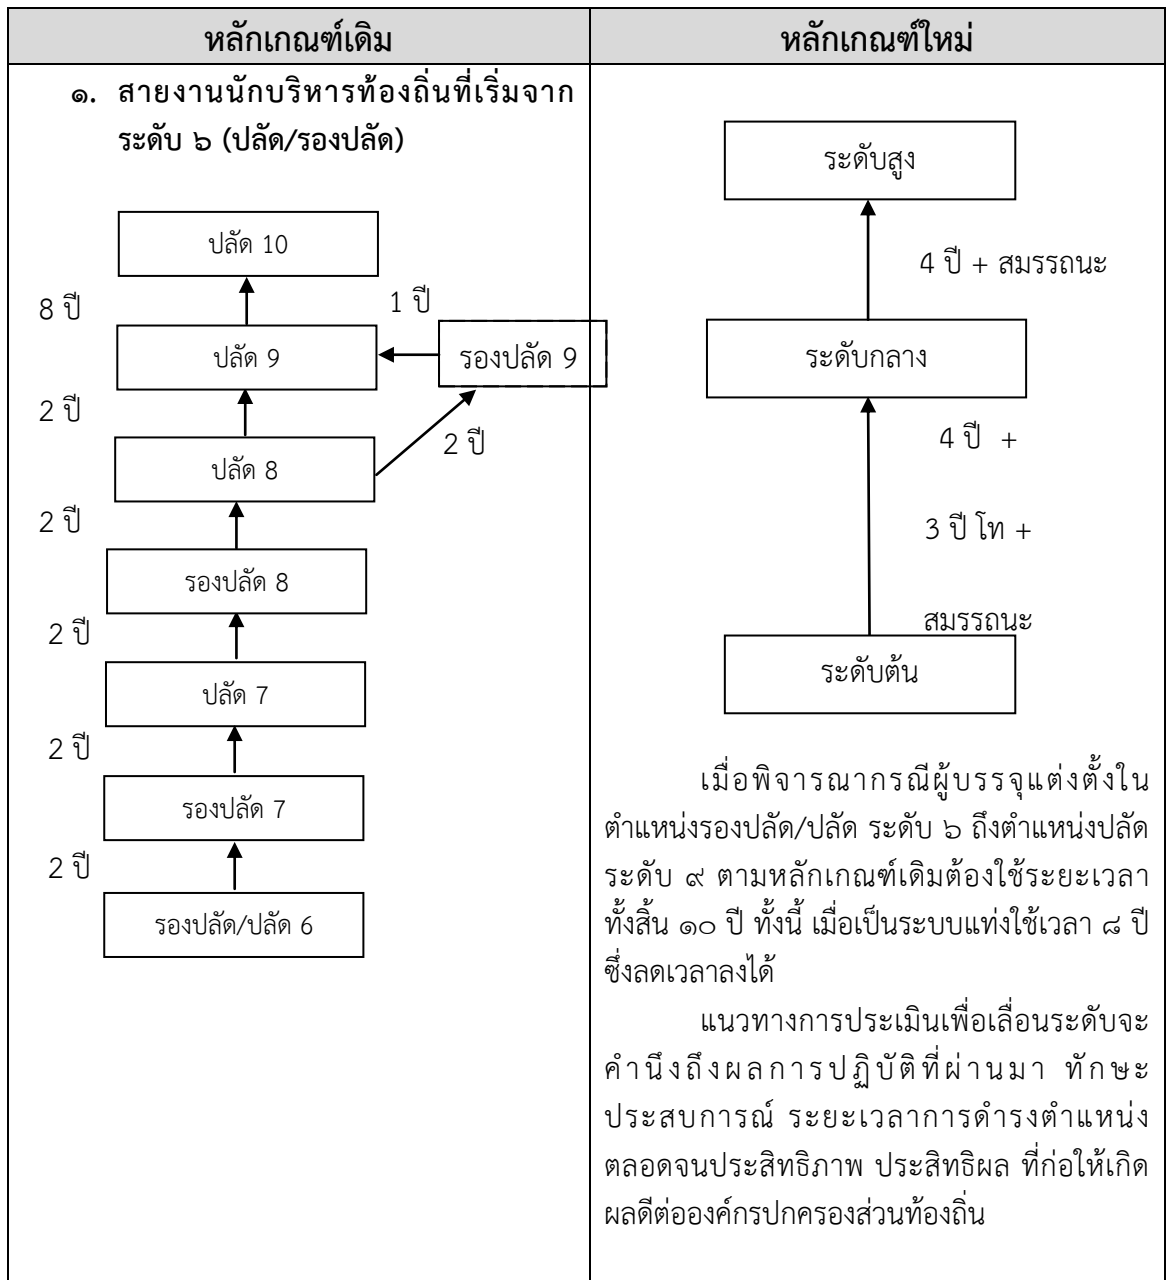 หลักเกณฑ์เดิม
หลักเกณฑ์ใหม่
๑. สายงานนักบริหารท้องถิ่นที่เริ่มจาก
ระดับ ๖ (ปลัด/รองปลัด)
ปลัด 10
8 ปี
1 ปี
ปลัด 9
รองปลัด 9
2 ปี
2 ปี
ปลัด 8
2 ปี
รองปลัด 8
2 ปี
ปลัด 7
2 ปี
รองปลัด 7
2 ปี
รองปลัด/ปลัด 6
ระดับสูง
4 ปี + สมรรถนะ
ระดับกลาง
4 ปี +
3 ปี โท +
สมรรถนะ
ระดับต้น
เมื่อพิจารณากรณีผู้บรรจุแต่งตั้งใน
ตำแหน่งรองปลัด/ปลัด ระดับ ๖ ถึงตำแหน่งปลัด
ระดับ ๙ ตามหลักเกณฑ์เดิมต้องใช้ระยะเวลา
ทั้งสิ้น ๑๐ ปี ทั้งนี้ เมื่อเป็นระบบแท่งใช้เวลา ๘ ปี
ซึ่งลดเวลาลงได้
แนวทางการประเมินเพื่อเลื่อนระดับจะ
คำนึงถึงผลการปฏิบัติที่ผ่านมา ทักษะ
ประสบการณ์ ระยะเวลาการดำรงตำแหน่ง
ตลอดจนประสิทธิภาพ ประสิทธิผล ที่ก่อให้เกิด
ผลดีต่อองค์กรปกครองส่วนท้องถิ่น